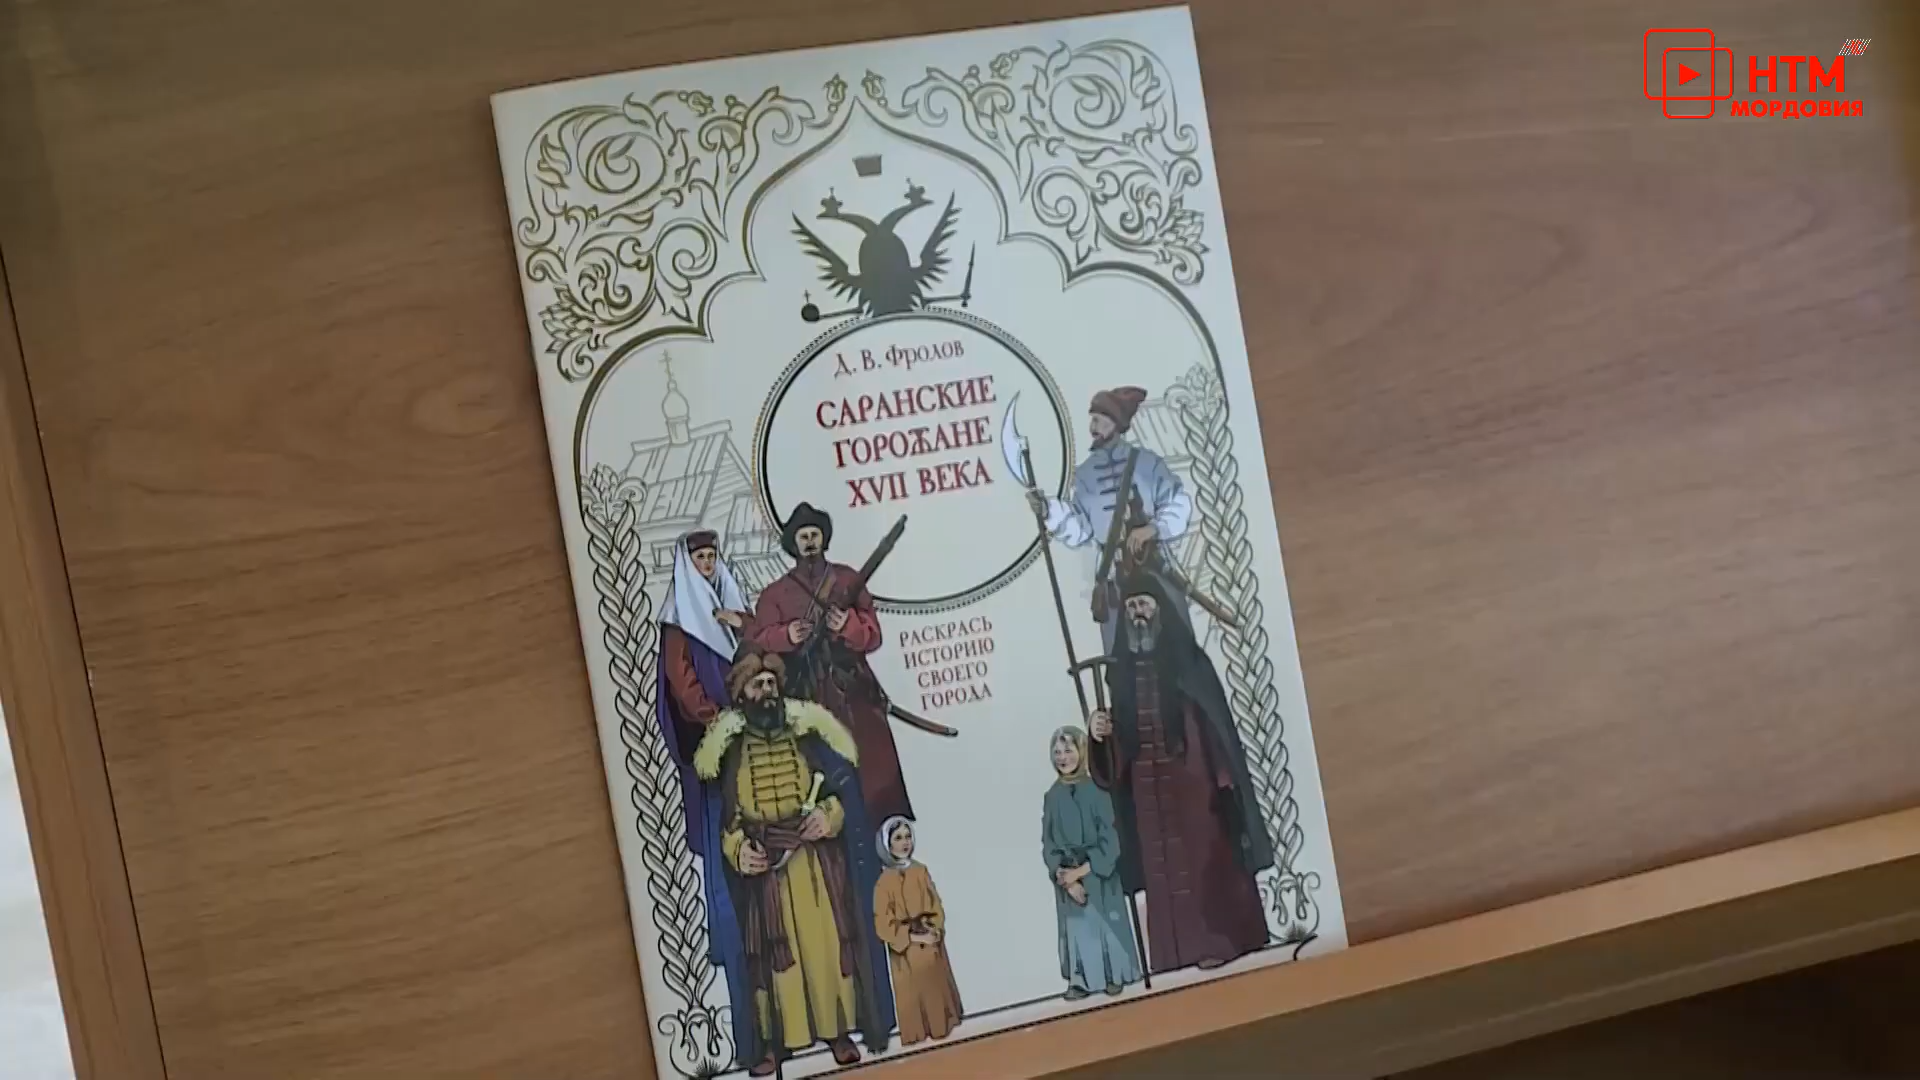 НТМ
МОРДОВИЯ
Д. В. Фролов
САРАНСКИЕ
ГОРОЖАНЕ
XVII ВЕКА
РАСКРАСЬ
ИСТОРИЮ
СВОЕГО
ГОРОДА